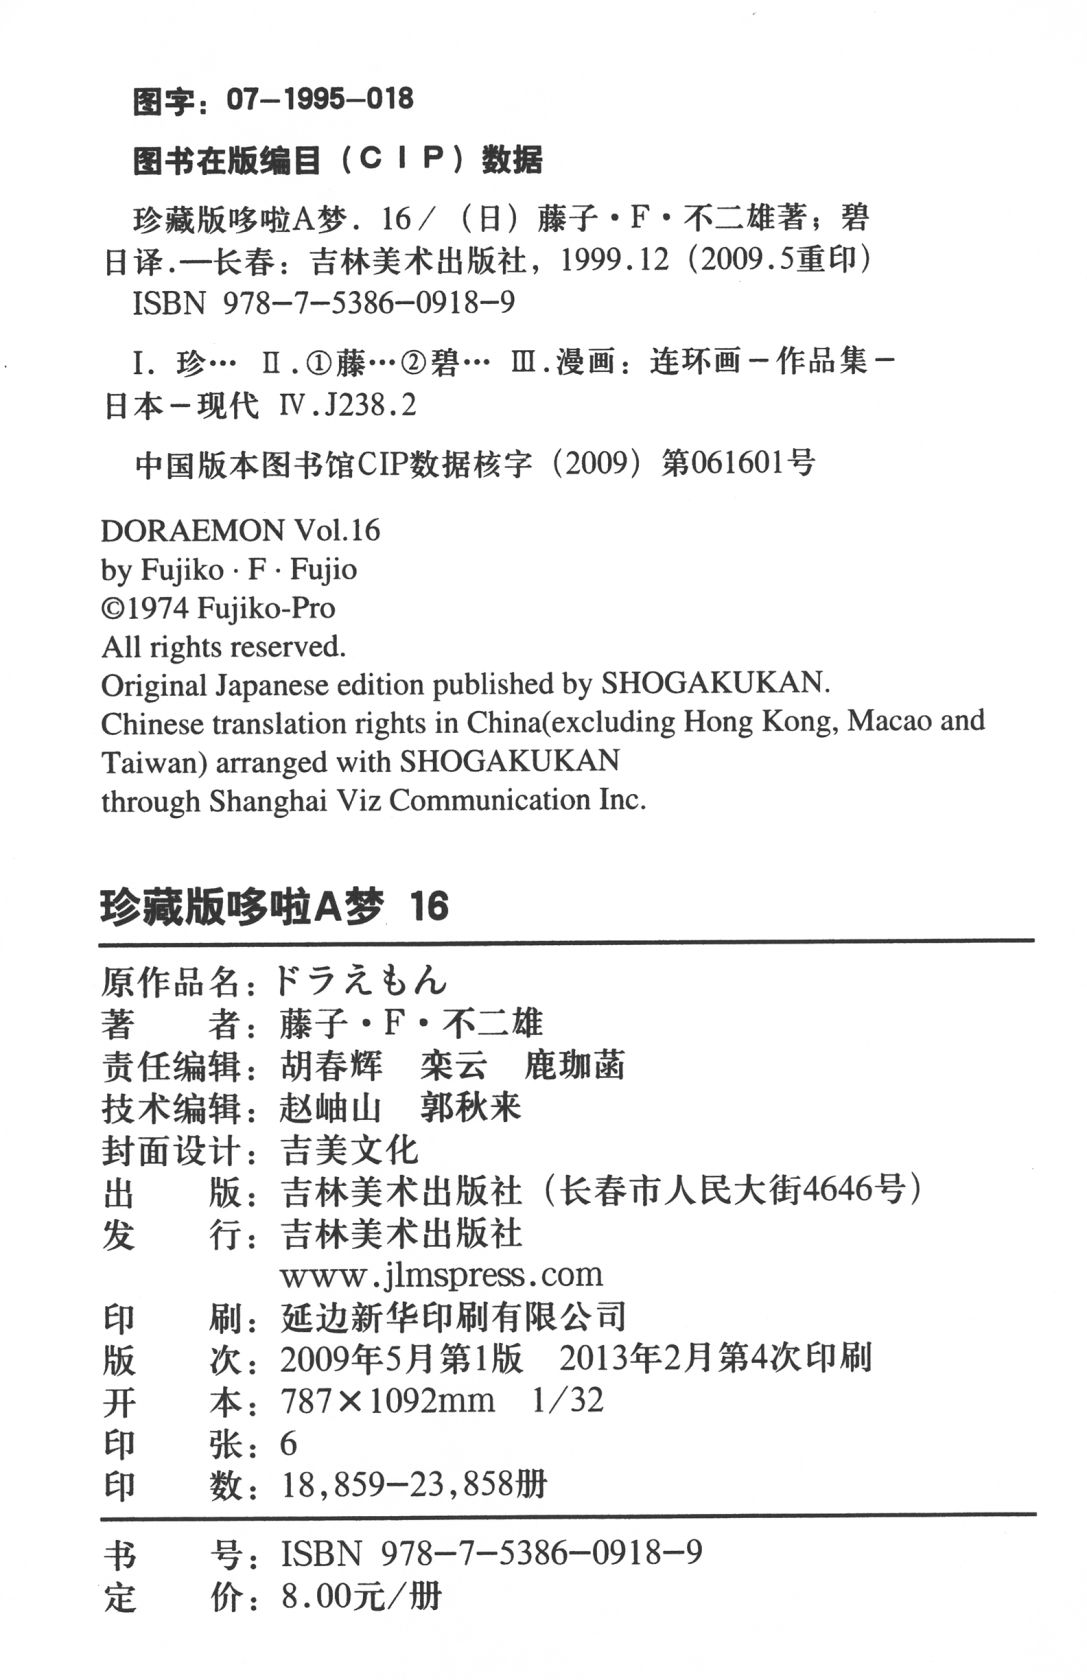 图字：07—1995—018
图书在版编目（CIP）数据
珍藏版哆啦A梦．16／（日）藤子·F·不二雄著；碧
日译.—长春：吉林美术出版社，1999.12（2009.5重印）
ISBN 978—7—5386—0918—9
Ⅰ．珍… Ⅱ.①藤…②碧… Ⅲ.漫画：连环画－作品集－
日本－现代 Ⅳ.J238.2
中国版本图书馆CIP数据核字（2009）第061601号
DORAEMON Vol.16
by Fujiko · F · Fujio
©1974 Fujiko-Pro
All rights reserved.
Original Japanese edition published by SHOGAKUKAN.
Chinese translation rights in China(excluding Hong Kong, Macao and
Taiwan) arranged with SHOGAKUKAN
through Shanghai Viz Communication Inc.
珍藏版哆啦A梦 16
原作品名：ドラえもん
著　　者：藤子·F·不二雄
责任编辑：胡春辉　栾云　鹿珈菡
技术编辑：赵岫山　郭秋来
封面设计：吉美文化
出　　版：吉林美术出版社（长春市人民大街4646号）
发　　行：吉林美术出版社
www.jlmspress.com
印　　刷：延边新华印刷有限公司
版　　次：2009年5月第1版　2013年2月第4次印刷
开　　本：787×1092mm　1/32
印　　张：6
印　　数：18,859—23,858册
书　　号：ISBN 978—7—5386—0918—9
定　　价：8.00元/册